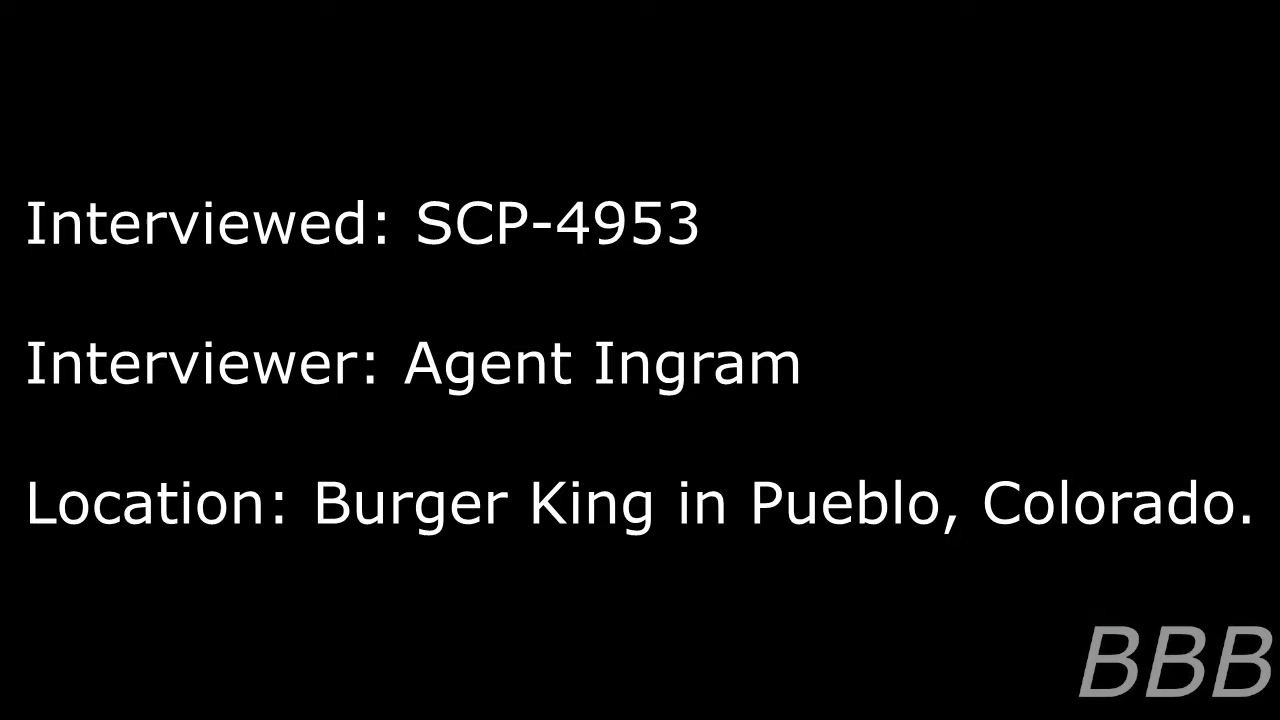 Interviewed: SCP-4953
Interviewer: Agent Ingram
Location: Burger King in Pueblo, Colorado.
BBB